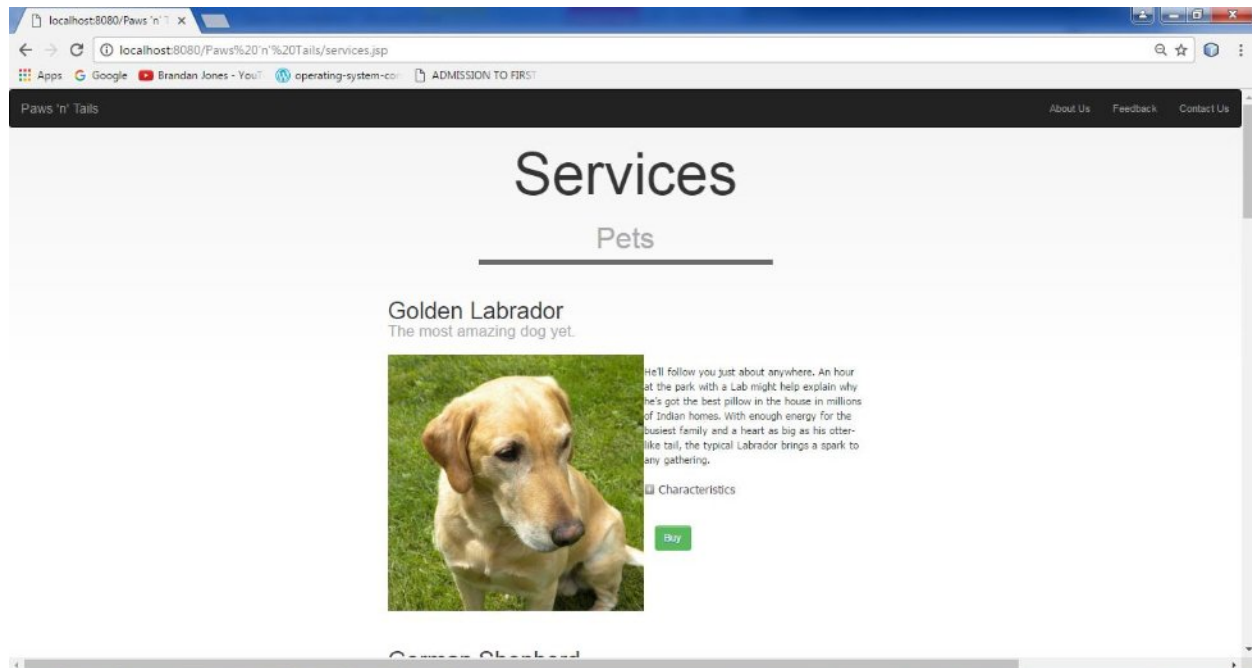 localhost:8080/Paws 'n' T
localhost:8080/Paws%20'n'%20Tails/services.jsp
Apps
Google
Brandan Jones - YouT
operating-system-co
ADMISSION TO FIRST
Paws 'n' Tails
About Us
Feedback
Contact Us
Services
Pets
Golden Labrador
The most amazing dog yet.
He'll follow you just about anywhere. An hour
at the park with a Lab might help explain why
he's got the best pillow in the house in millions
of Indian homes. With enough energy for the
busiest family and a heart as big as his otter-
like tail, the typical Labrador brings a spark to
any gathering.
Characteristics
Buy
German Shepherd